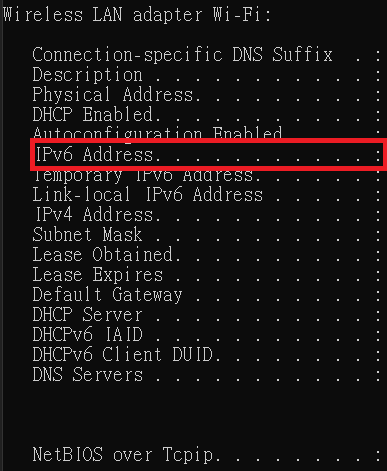 Wireless LAN adapter Wi-Fi:
Connection-specific DNS Suffix . :
Description . . . . . . . . . . . :
Physical Address. . . . . . . . . :
DHCP Enabled. . . . . . . . . . . :
Autoconfiguration Enabled . . . . :
IPv6 Address. . . . . . . . . . . :
Temporary IPv6 Address. . . . . . :
Link-local IPv6 Address . . . . . :
IPv4 Address. . . . . . . . . . . :
Subnet Mask . . . . . . . . . . . :
Lease Obtained. . . . . . . . . . :
Lease Expires . . . . . . . . . . :
Default Gateway . . . . . . . . . :
DHCP Server . . . . . . . . . . . :
DHCPv6 IAID . . . . . . . . . . . :
DHCPv6 Client DUID. . . . . . . . :
DNS Servers . . . . . . . . . . . :
NetBIOS over Tcpip. . . . . . . . :